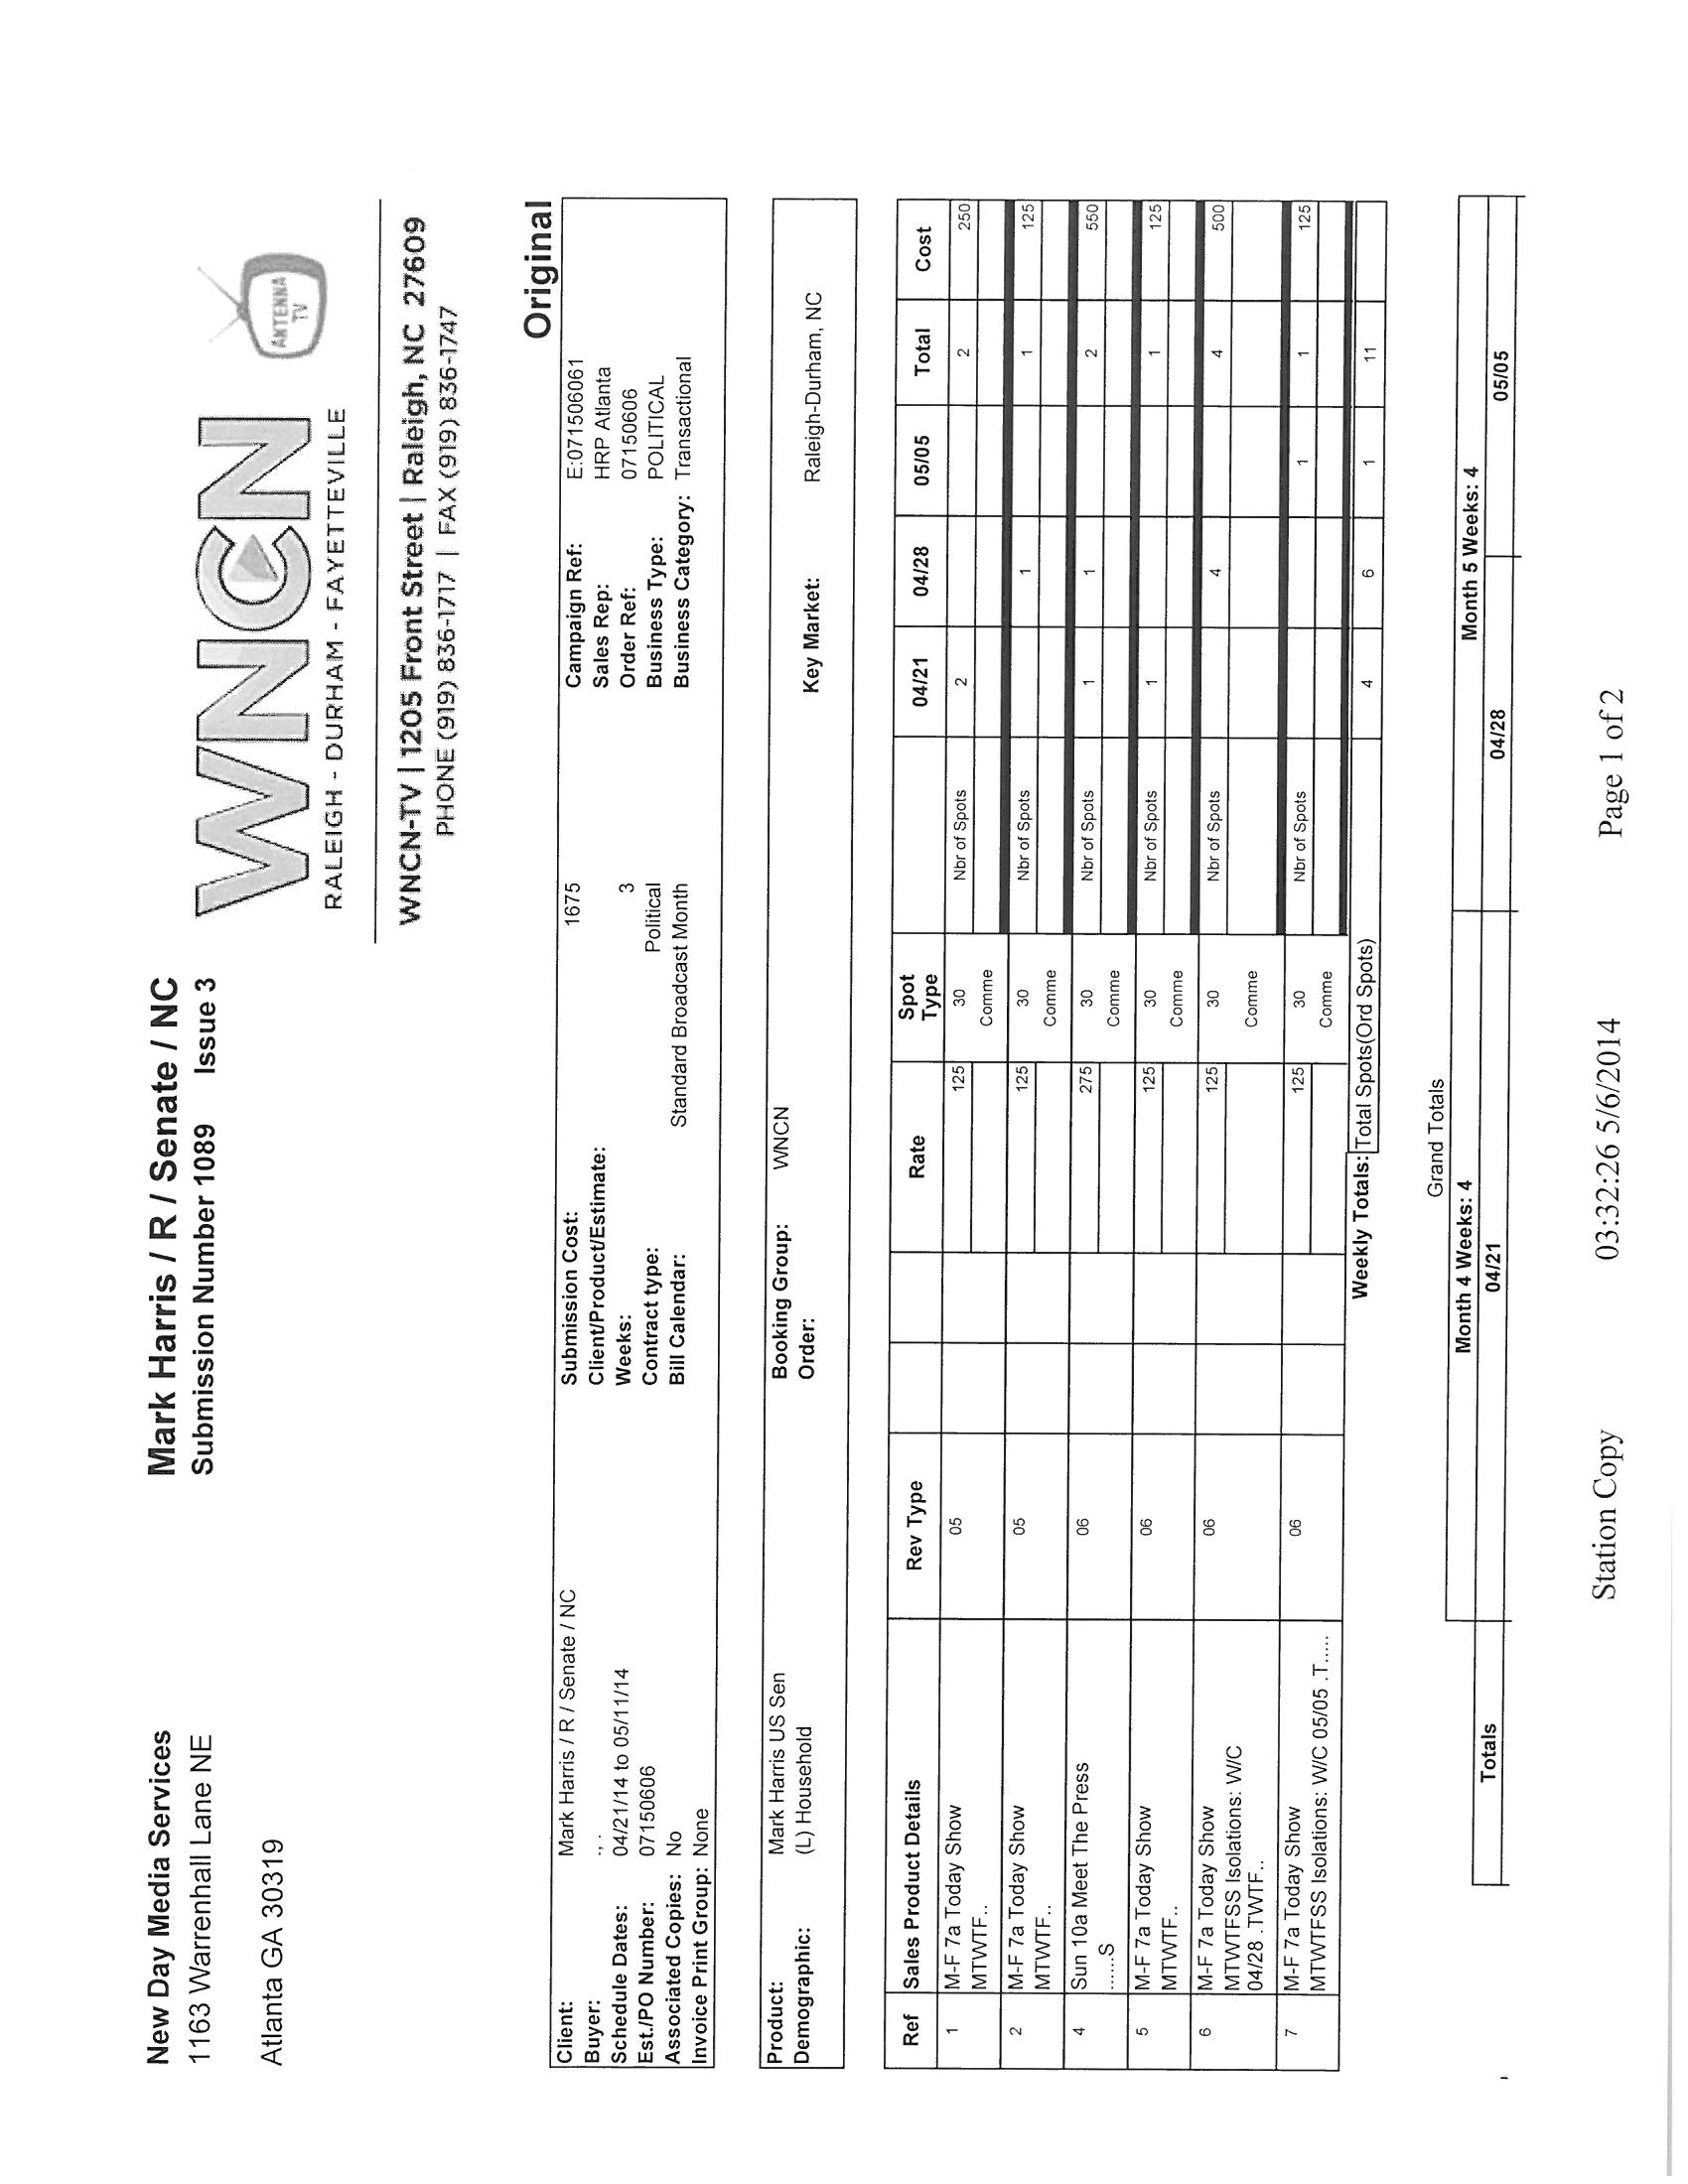 New Day Media Services
1163 Warrenhall Lane NE
Atlanta GA 30319
Mark Harris / R / Senate / NC
Submission Number 1089 Issue 3
WNCN
ANTENNA TV
RALEIGH - DURHAM - FAYETTEVILLE
WNCN-TV | 1205 Front Street | Raleigh, NC 27609
PHONE (919) 836-1717 | FAX (919) 836-1747
Original
Client: Mark Harris / R / Senate / NC Submission Cost: 1675 Campaign Ref: E:071506061
Buyer: , . Client/Product/Estimate: Sales Rep: HRP Atlanta
Schedule Dates: 04/21/14 to 05/11/14 Weeks: 3 Order Ref: 07150606
Est./PO Number: 07150606 Contract type: Political Business Type: POLITICAL
Associated Copies: No Bill Calendar: Standard Broadcast Month Business Category: Transactional
Invoice Print Group: None
Product: Mark Harris US Sen Booking Group: WNCN Key Market: Raleigh-Durham, NC
Demographic: (L) Household Order:
Ref Sales Product Details Rev Type Rate Spot Type 04/21 04/28 05/05 Total Cost
1 M-F 7a Today Show 05 125 30 Nbr of Spots 2 2 250
MTWTF.. Comme
2 M-F 7a Today Show 05 125 30 Nbr of Spots 1 1 125
MTWTF.. Comme
4 Sun 10a Meet The Press 06 275 30 Nbr of Spots 1 1 2 550
......S Comme
5 M-F 7a Today Show 06 125 30 Nbr of Spots 1 1 125
MTWTF.. Comme
6 M-F 7a Today Show 06 125 30 Nbr of Spots 4 4 500
MTWTFSS Isolations: W/C
04/28 .TWTF.. Comme
7 M-F 7a Today Show 06 125 30 Nbr of Spots 1 1 125
MTWTFSS Isolations: W/C 05/05 .T..... Comme
Weekly Totals: Total Spots(Ord Spots) 4 6 1 11
Grand Totals
Month 4 Weeks: 4 Month 5 Weeks: 4
Totals 04/21 04/28 05/05
Station Copy 03:32:26 5/6/2014 Page 1 of 2